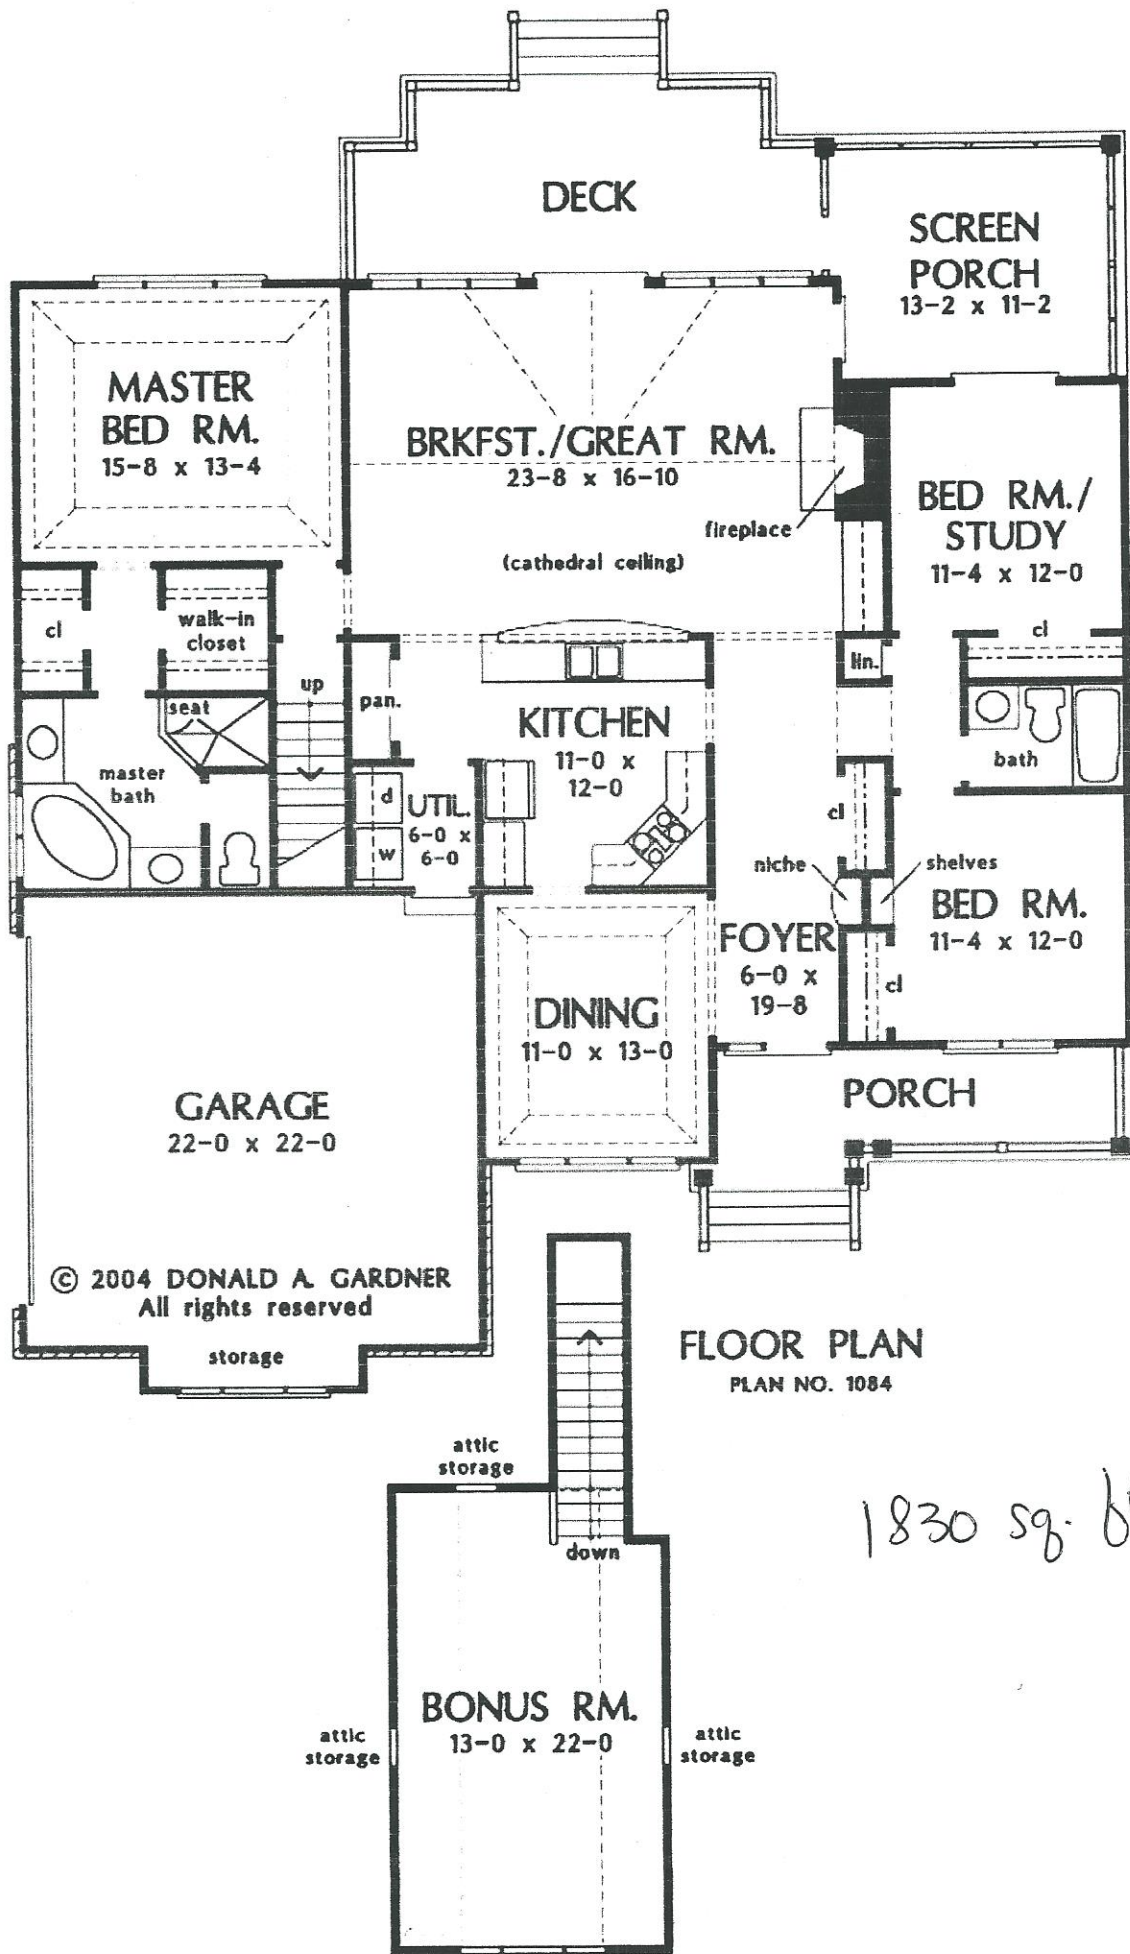 DECK
SCREEN
PORCH
13-2 x 11-2
MASTER
BED RM.
15-8 x 13-4
BRKFST./GREAT RM.
23-8 x 16-10
fireplace
(cathedral ceiling)
BED RM./
STUDY
11-4 x 12-0
cl
walk-in
closet
cl
lin.
up
pan.
seat
KITCHEN
11-0 x
12-0
master
bath
bath
d
UTIL.
6-0 x
6-0
w
cl
niche
shelves
BED RM.
11-4 x 12-0
FOYER
6-0 x
19-8
cl
DINING
11-0 x 13-0
GARAGE
22-0 x 22-0
PORCH
© 2004 DONALD A. GARDNER
All rights reserved
storage
FLOOR PLAN
PLAN NO. 1084
attic
storage
down
1830 sq.
BONUS RM.
13-0 x 22-0
attic
storage
attic
storage